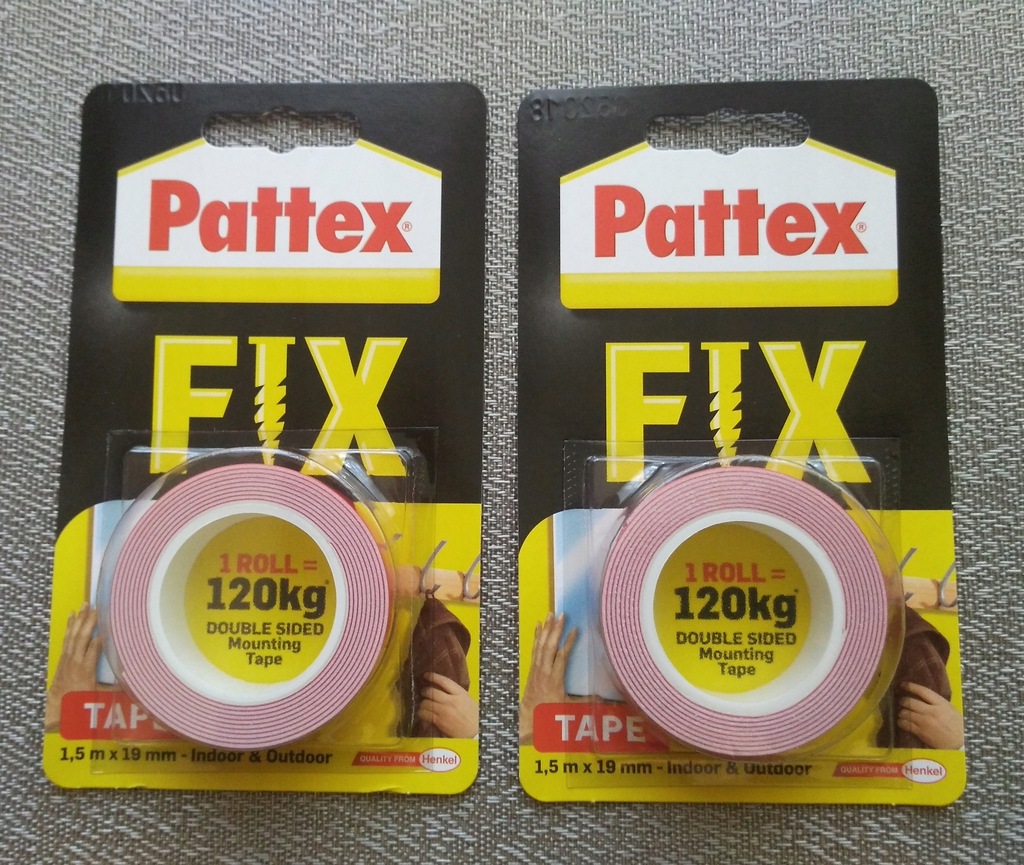 Pattex®
FIX
1 ROLL =
120kg*
DOUBLE SIDED
Mounting
Tape
TAPE
1,5 m x 19 mm - Indoor & Outdoor
QUALITY FROM Henkel
Pattex®
FIX
1 ROLL =
120kg*
DOUBLE SIDED
Mounting
Tape
TAPE
1,5 m x 19 mm - Indoor & Outdoor
QUALITY FROM Henkel